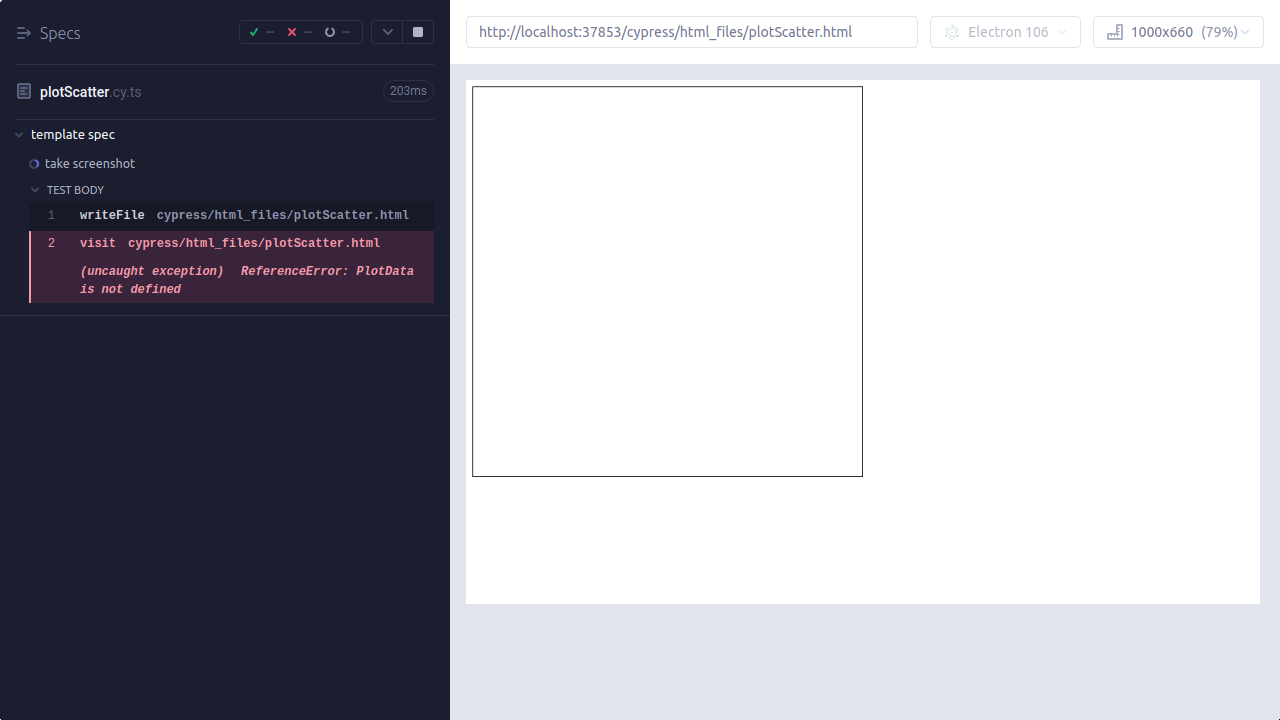 Specs
-- -- --
plotScatter.cy.ts
203ms
template spec
take screenshot
TEST BODY
1 writeFile cypress/html_files/plotScatter.html
2 visit cypress/html_files/plotScatter.html
(uncaught exception) ReferenceError: PlotData
is not defined
http://localhost:37853/cypress/html_files/plotScatter.html
Electron 106
1000x660 (79%)